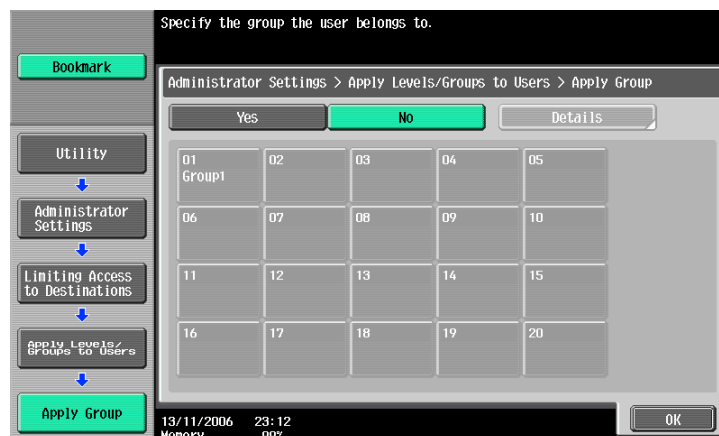 Specify the group the user belongs to.
Bookmark
Administrator Settings > Apply Levels/Groups to Users > Apply Group
Yes
No
Details
Utility
Administrator
Settings
Limiting Access
to Destinations
Apply Levels/
Groups to Users
Apply Group
01
Group1
02
03
04
05
06
07
08
09
10
11
12
13
14
15
16
17
18
19
20
13/11/2006 23:12
Memory 99%
OK